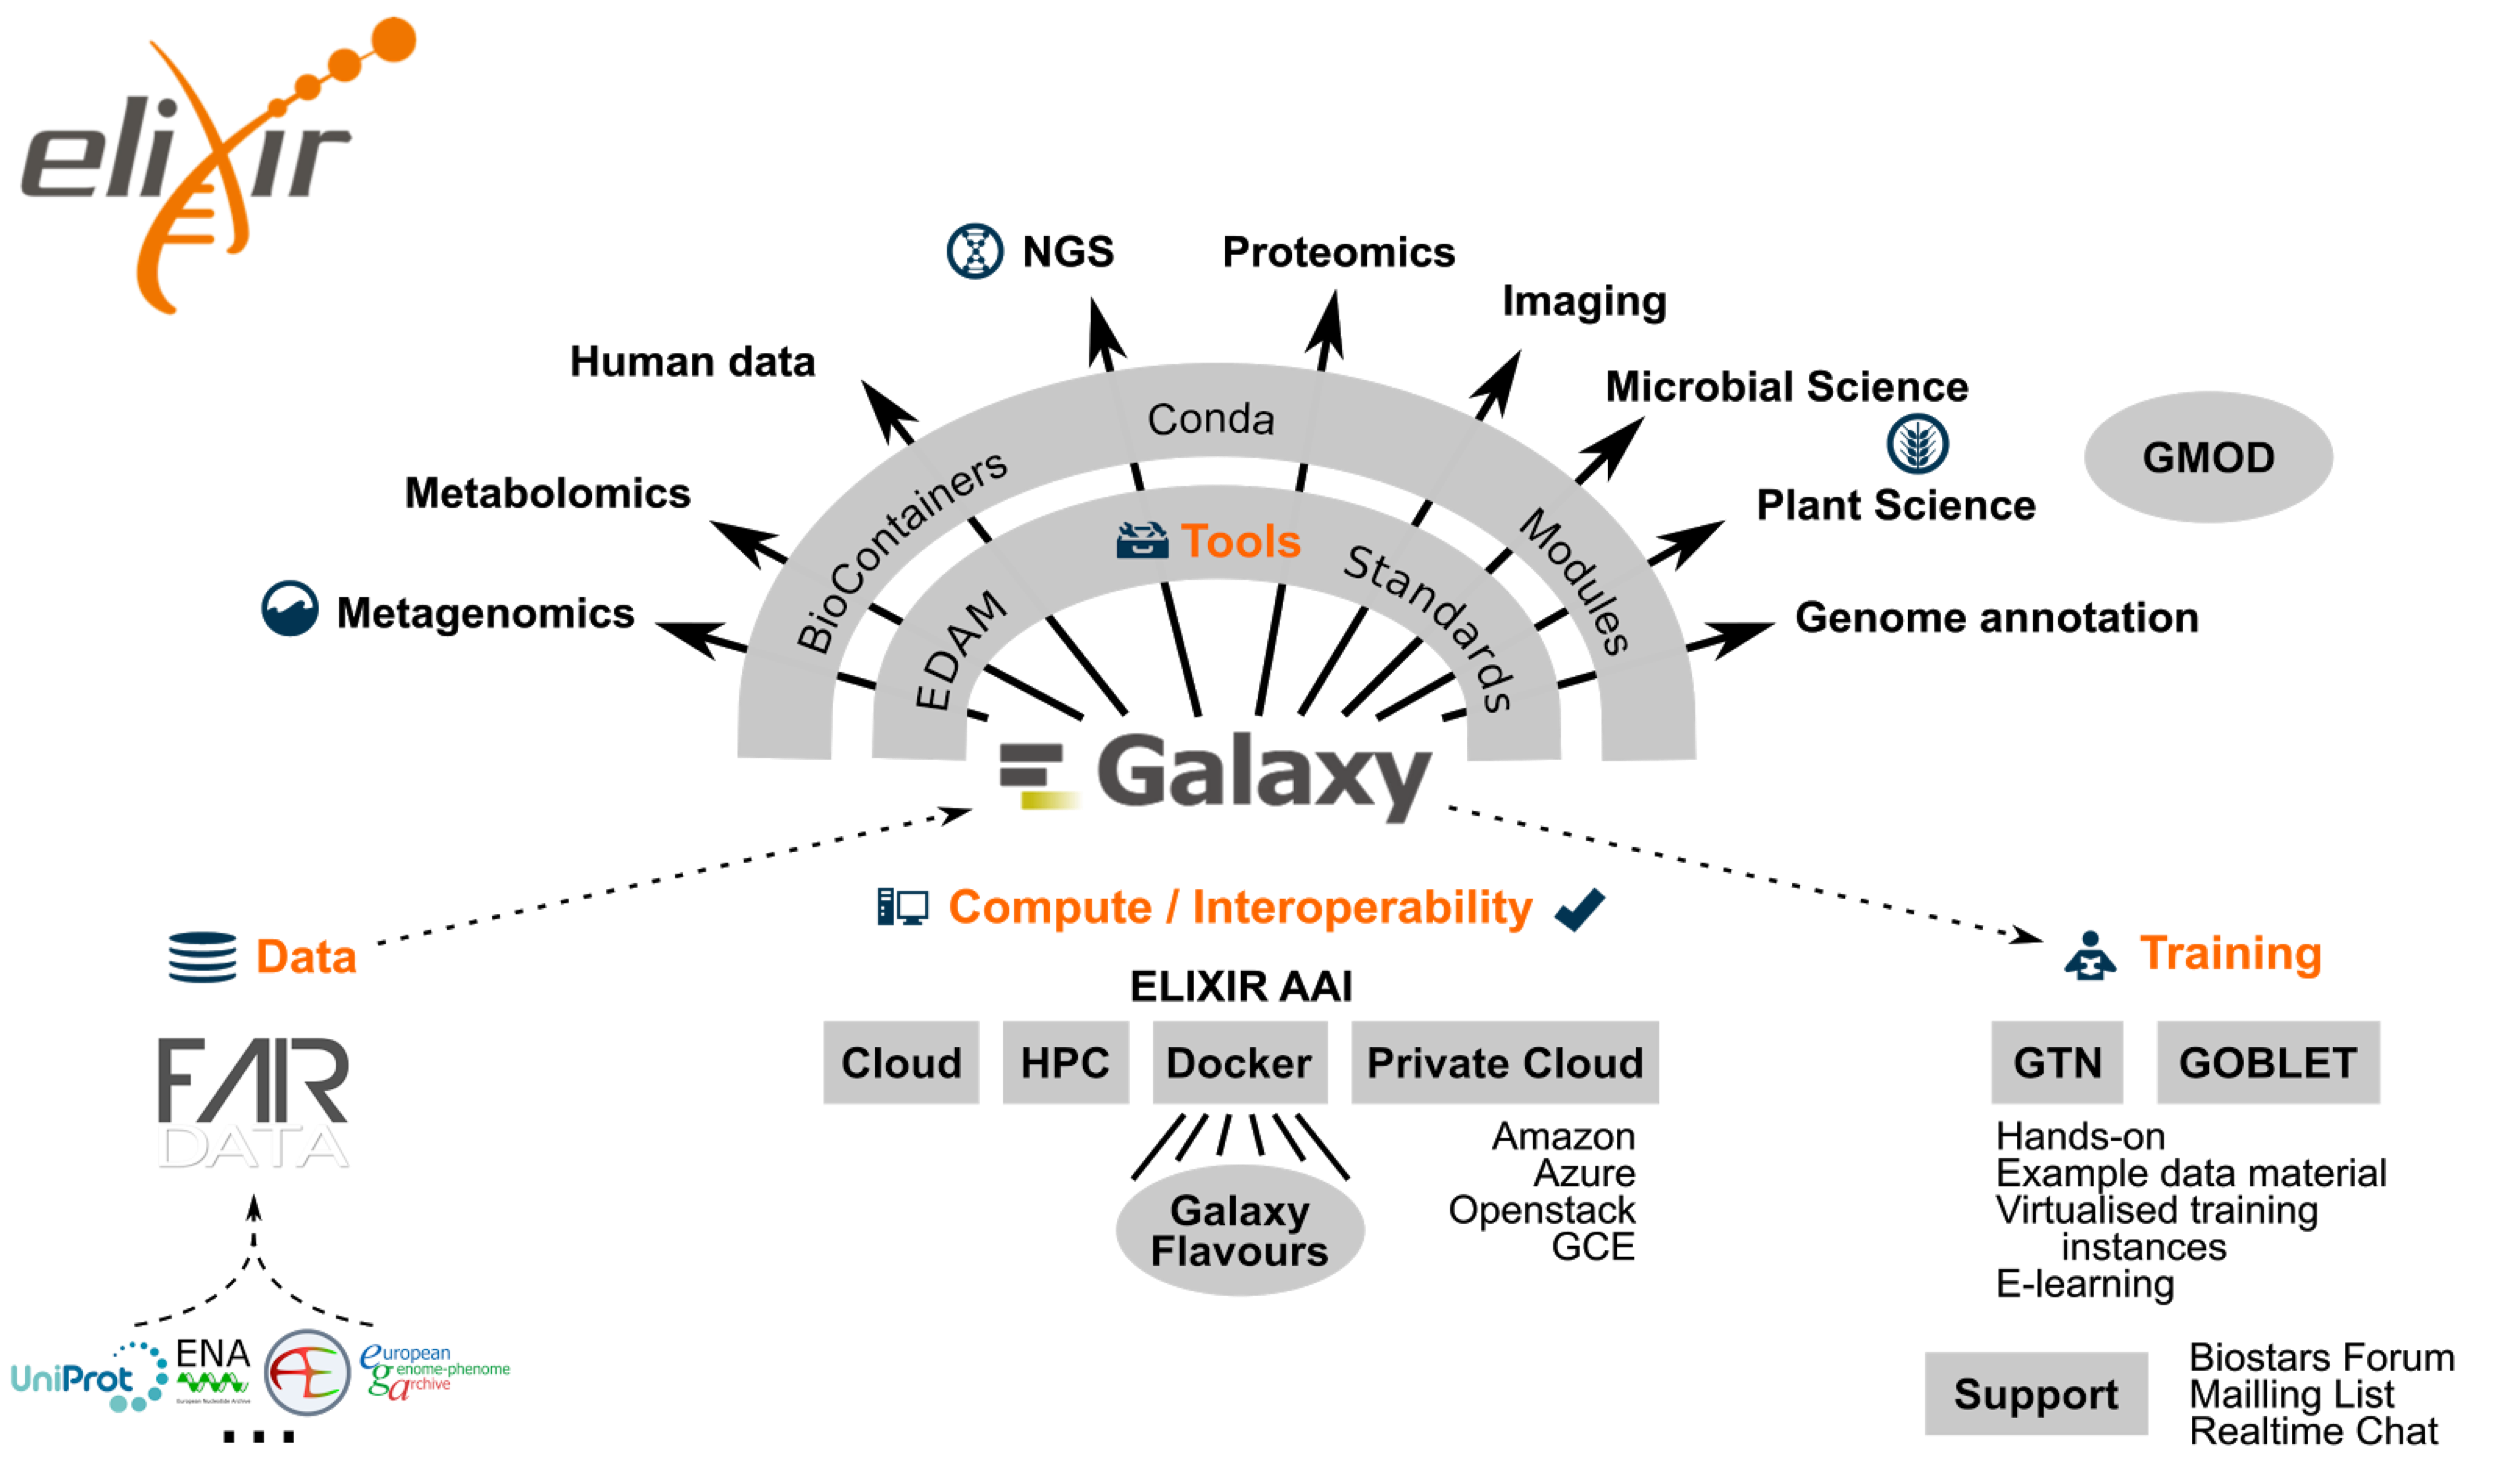 elixir
NGS
Proteomics
Imaging
Human data
Microbial Science
Conda
GMOD
Metabolomics
Plant Science
BioContainers
Tools
Modules
Metagenomics
EDAM
Standards
Genome annotation
Galaxy
Compute / Interoperability
Data
Training
ELIXIR AAI
Cloud
HPC
Docker
Private Cloud
GTN
GOBLET
FAIR
DATA
Amazon
Azure
Openstack
GCE
Galaxy
Flavours
Hands-on
Example data material
Virtualised training
instances
E-learning
UniProt
ENA
European Nucleotide Archive
AE
european
genome-phenome
archive
...
Support
Biostars Forum
Mailling List
Realtime Chat